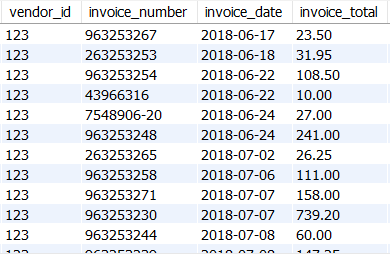 vendor_id invoice_number invoice_date invoice_total
123 963253267 2018-06-17 23.50
123 263253253 2018-06-18 31.95
123 963253254 2018-06-22 108.50
123 43966316 2018-06-22 10.00
123 7548906-20 2018-06-24 27.00
123 963253248 2018-06-24 241.00
123 263253265 2018-07-02 26.25
123 963253258 2018-07-06 111.00
123 963253271 2018-07-07 158.00
123 963253230 2018-07-07 739.20
123 963253244 2018-07-08 60.00